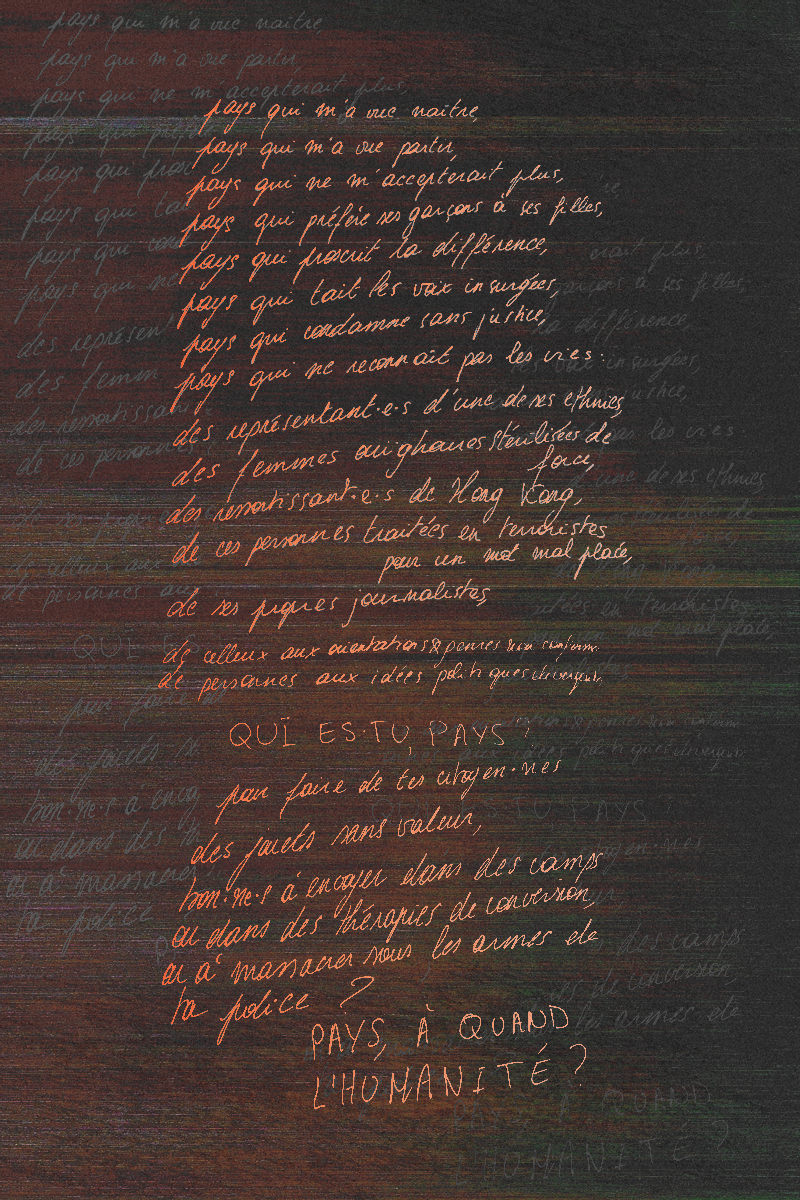 pays qui m'a vue naître,
pays qui m'a vue partir,
pays qui ne m'accepterait plus,
pays qui préfère ses garçons à ses filles,
pays qui proscrit la différence,
pays qui tait les voix insurgées,
pays qui condamne sans justice,
pays qui ne reconnaît pas les vies :
des représentant·e·s d'une de ses ethnies,
des femmes ouïghoures stérilisées de
force,
des ressortissant·e·s de Hong Kong,
de ces personnes traitées en terroristes
pour un mot mal placé,
de ses propres journalistes,
de celleux aux orientations & genres non conformes
de personnes aux idées politiques divergentes,
QUÏ ES-TU, PAYS ?
pour faire de tes citoyen·nes
des jouets sans valeur,
bon·ne·s à envoyer dans des camps
ou dans des thérapies de conversion,
ou à massacrer sous les armes de
ta police ?
PAYS, À QUAND
L'HUMANITÉ ?